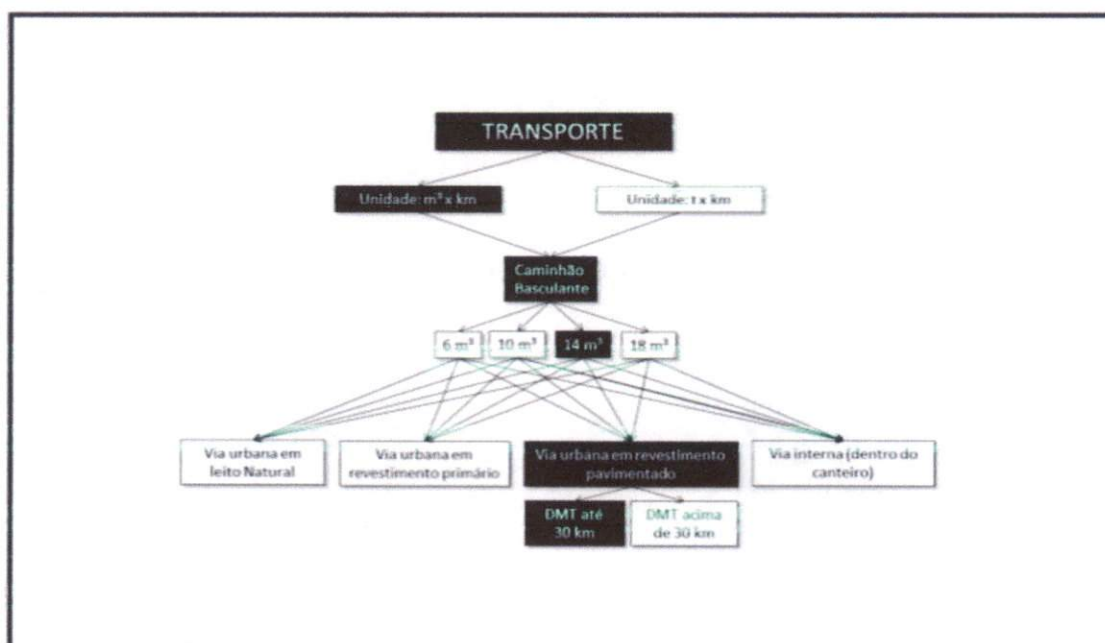 TRANSPORTE
Unidade: m³ x km
Unidade: t x km
Caminhão
Basculante
6 m³
10 m³
14 m³
18 m³
Via urbana em
leito Natural
Via urbana em
revestimento primário
Via urbana em revestimento
pavimentado
Via interna (dentro do
canteiro)
DMT até
30 km
DMT acima
de 30 km